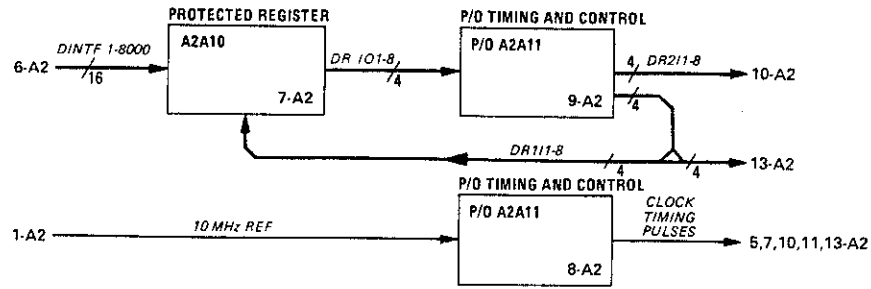 PROTECTED REGISTER
P/O TIMING AND CONTROL
A2A10
P/O A2A11
DINTF 1-8000
DR IO1-8
4
DR2I1-8
6-A2
16
4
10-A2
7-A2
9-A2
4
DR1I1-8
4
4
13-A2
P/O TIMING AND CONTROL
P/O A2A11
CLOCK
TIMING
PULSES
10 MHz REF
1-A2
5,7,10,11,13-A2
8-A2